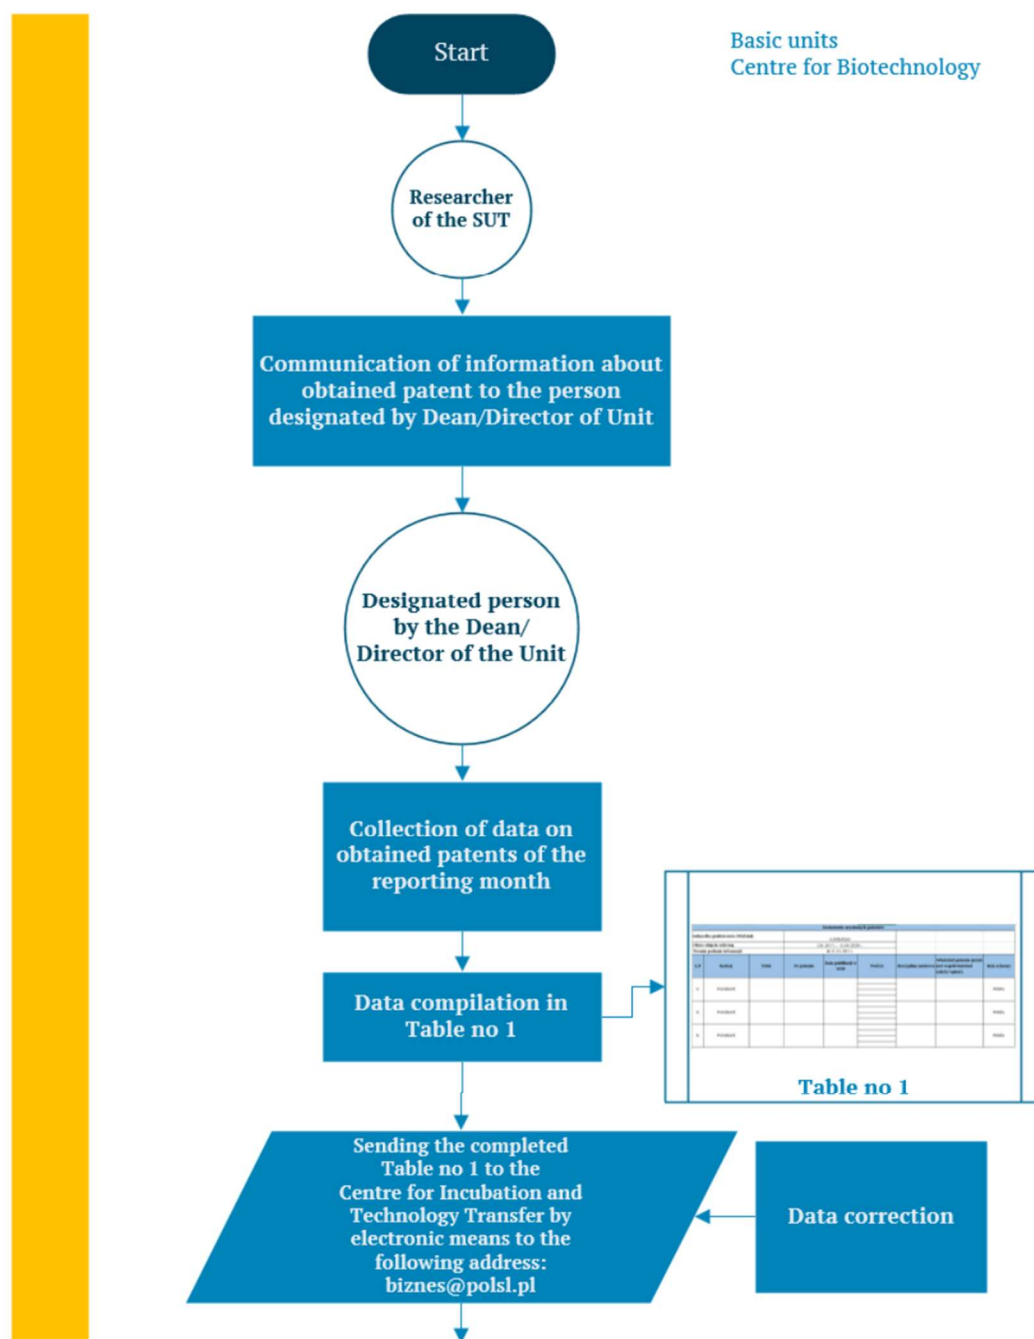 Start
Basic units
Centre for Biotechnology
Researcher
of the SUT
Communication of information about
obtained patent to the person
designated by Dean/Director of Unit
Designated person
by the Dean/
Director of the Unit
Collection of data on
obtained patents of the
reporting month
Data compilation in
Table no 1
Table no 1
Sending the completed
Table no 1 to the
Centre for Incubation and
Technology Transfer by
electronic means to the
following address:
biznes@polsl.pl
Data correction